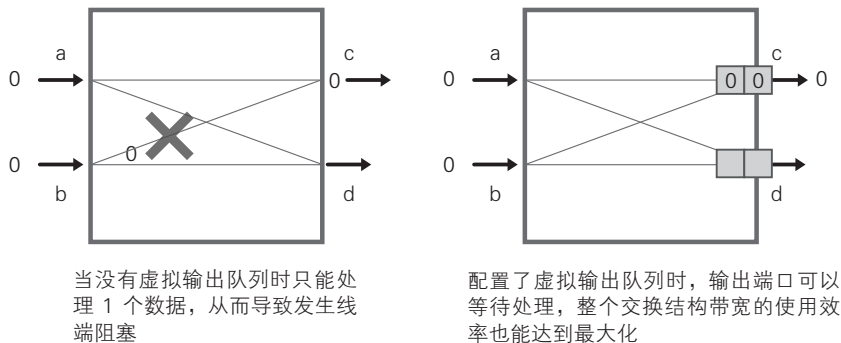 a
c
0
0
0
0
b
d
当没有虚拟输出队列时只能处
理 1 个数据，从而导致发生线
端阻塞
a
c
0
0 0
0
0
b
d
配置了虚拟输出队列时，输出端口可以
等待处理，整个交换结构带宽的使用效
率也能达到最大化